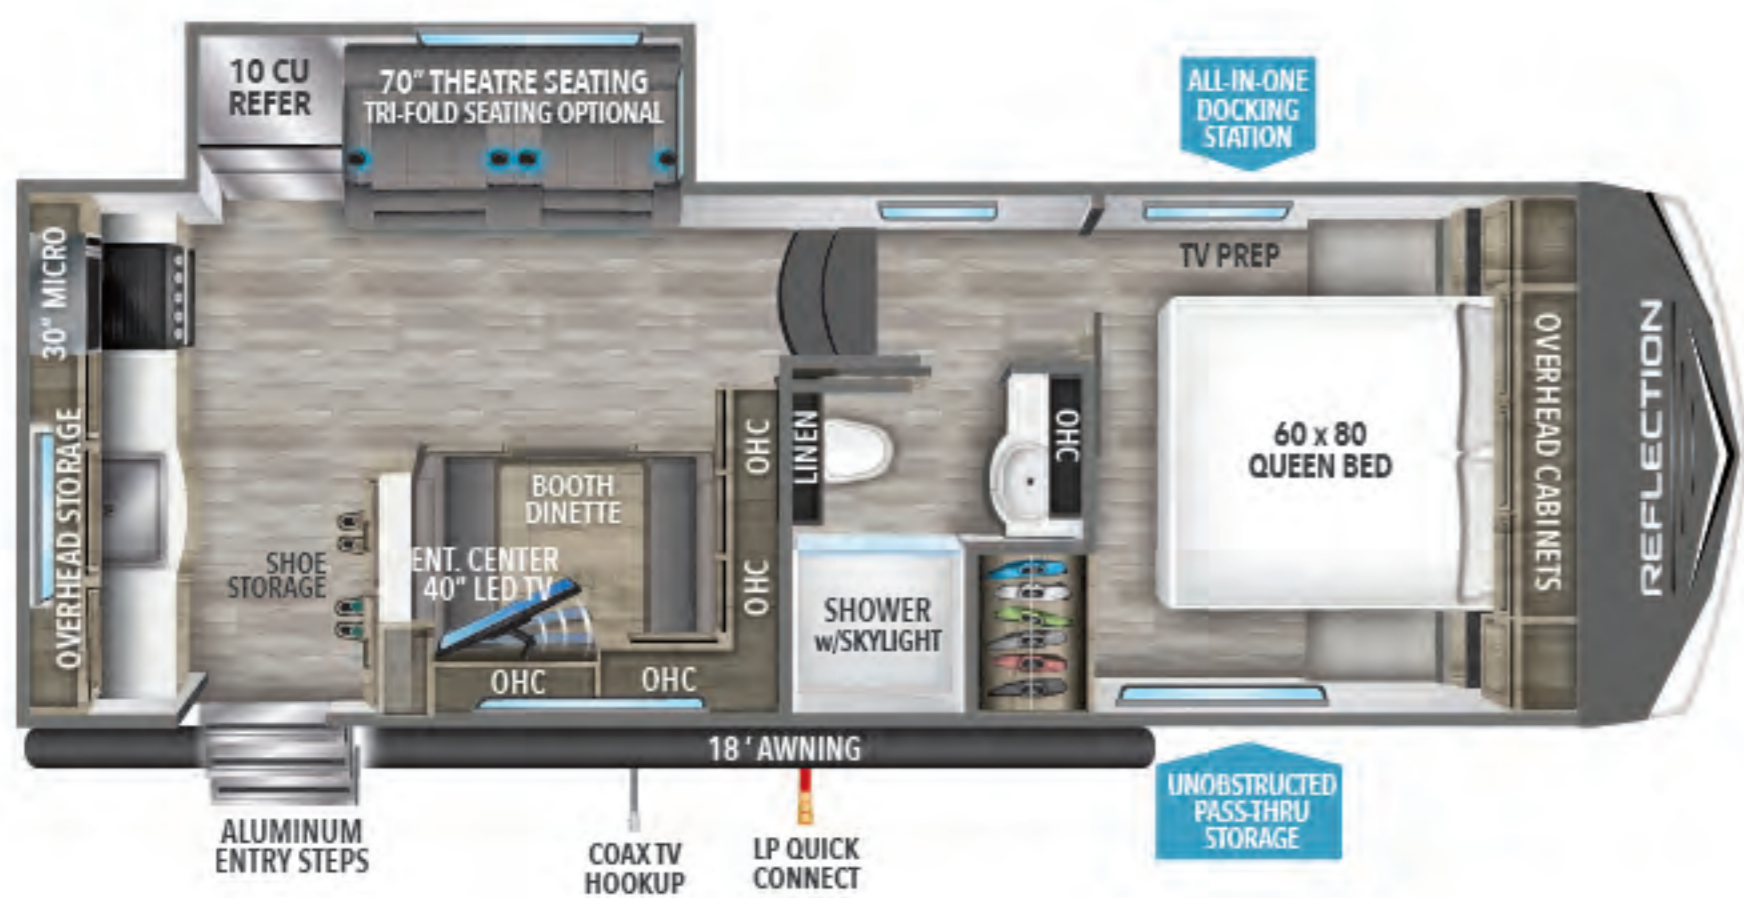 10 CU
REFER
70" THEATRE SEATING
TRI-FOLD SEATING OPTIONAL
ALL-IN-ONE
DOCKING
STATION
30" MICRO
OVERHEAD STORAGE
TV PREP
60 x 80
QUEEN BED
OVERHEAD CABINETS
REFLECTION
LINEN
OHC
BOOTH
DINETTE
OHC
OHC
SHOE
STORAGE
ENT. CENTER
40" LED TV
SHOWER
w/SKYLIGHT
OHC
OHC
18' AWNING
ALUMINUM
ENTRY STEPS
COAX TV
HOOKUP
LP QUICK
CONNECT
UNOBSTRUCTED
PASS-THRU
STORAGE